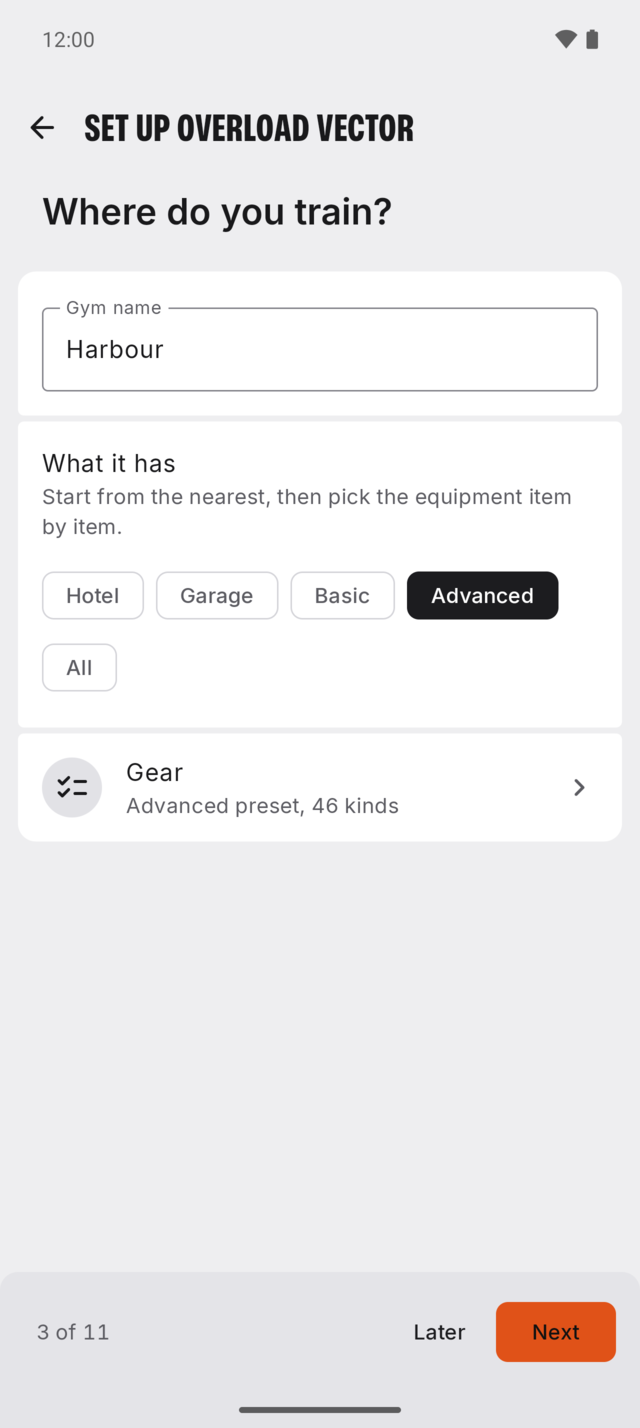 12:00
SET UP OVERLOAD VECTOR
Where do you train?
Gym name
Harbour
What it has
Start from the nearest, then pick the equipment item
by item.
Hotel
Garage
Basic
Advanced
All
Gear
Advanced preset, 46 kinds
3 of 11
Later
Next